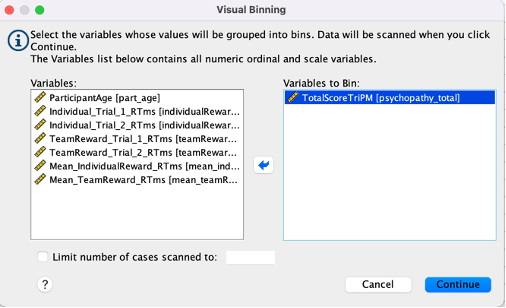 Visual Binning
Select the variables whose values will be grouped into bins. Data will be scanned when you click
Continue.
The Variables list below contains all numeric ordinal and scale variables.
Variables:
ParticipantAge [part_age]
Individual_Trial_1_RTms [individualRewar...
Individual_Trial_2_RTms [individualRewar...
TeamReward_Trial_1_RTms [teamRewar...
TeamReward_Trial_2_RTms [teamRewar...
Mean_IndividualReward_RTms [mean_ind...
Mean_TeamReward_RTms [mean_teamR...
Variables to Bin:
TotalScoreTriPM [psychopathy_total]
Limit number of cases scanned to:
?
Cancel
Continue